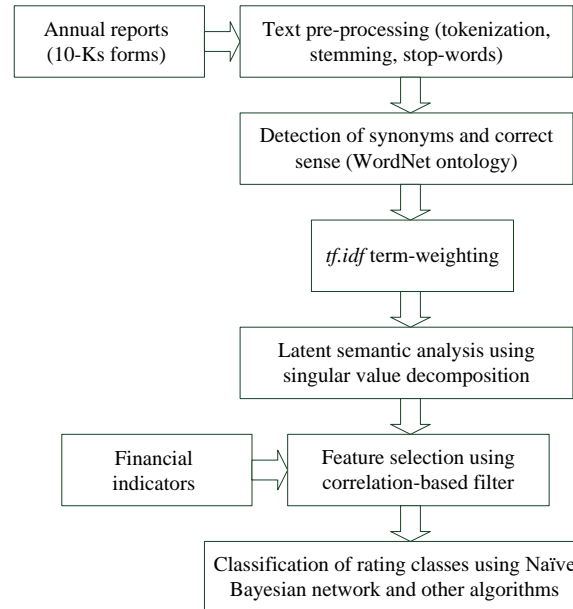 Annual reports
(10-Ks forms)
Text pre-processing (tokenization,
stemming, stop-words)
Detection of synonyms and correct
sense (WordNet ontology)
tf.idf term-weighting
Latent semantic analysis using
singular value decomposition
Financial
indicators
Feature selection using
correlation-based filter
Classification of rating classes using Naïve
Bayesian network and other algorithms